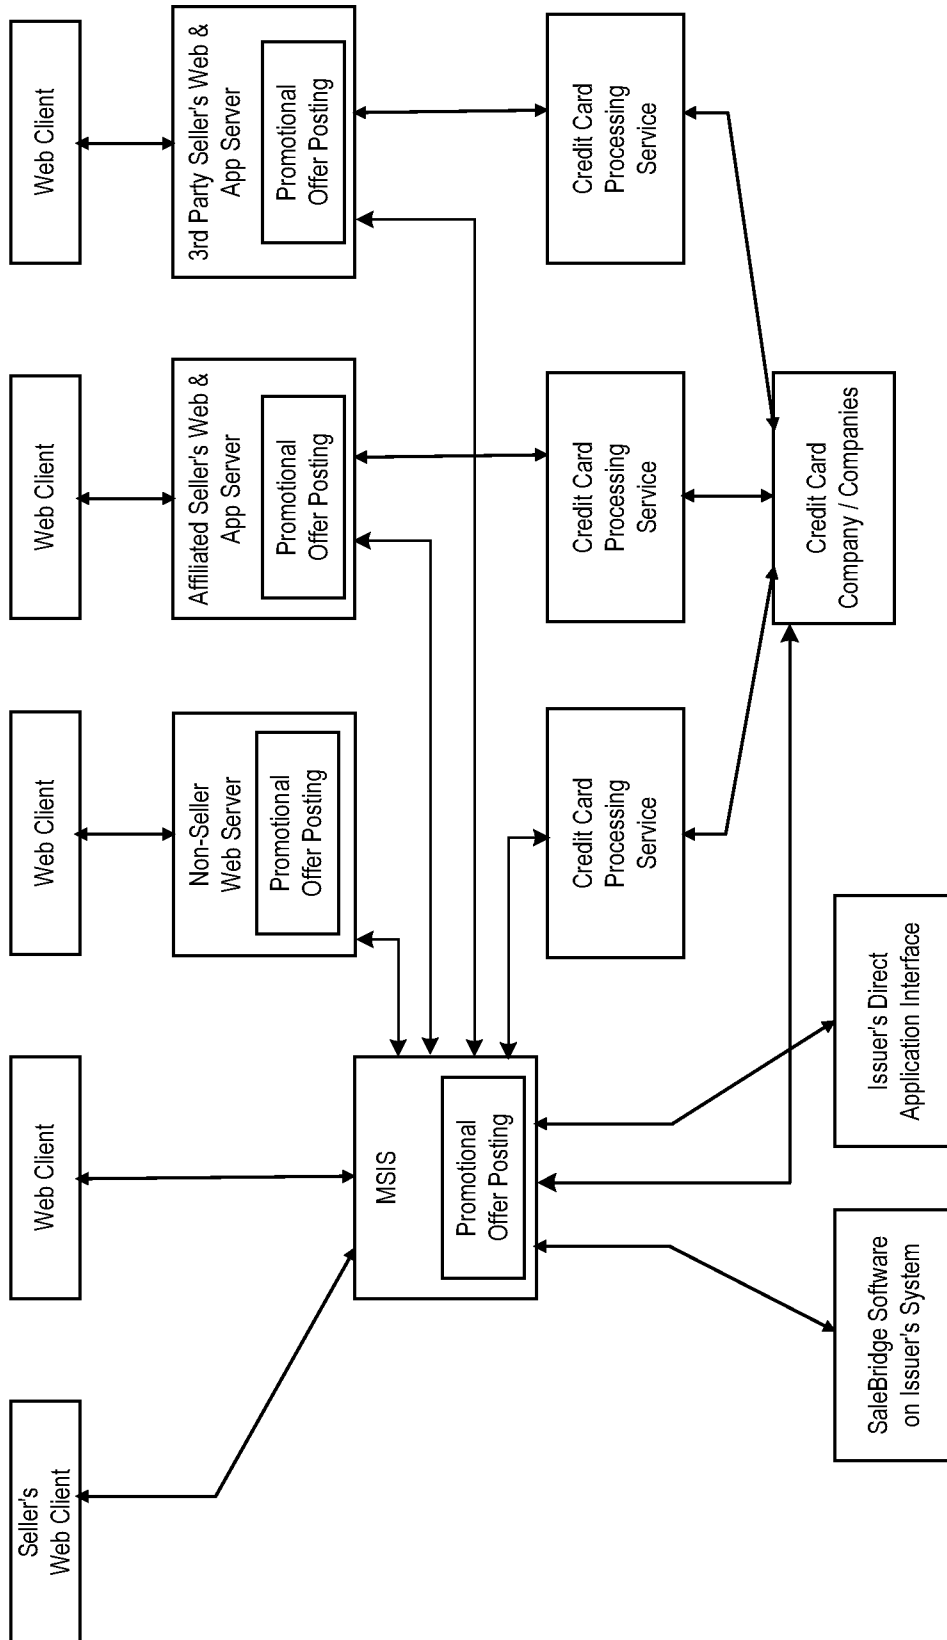 Seller's
Web Client
Web Client
Web Client
Web Client
Web Client
Non-Seller
Web Server
Promotional
Offer Posting
Affiliated Seller's Web &
App Server
Promotional
Offer Posting
3rd Party Seller's Web &
App Server
Promotional
Offer Posting
MSIS
Promotional
Offer Posting
Credit Card
Processing
Service
Credit Card
Processing
Service
Credit Card
Processing
Service
Credit Card
Company / Companies
SaleBridge Software
on Issuer's System
Issuer's Direct
Application Interface